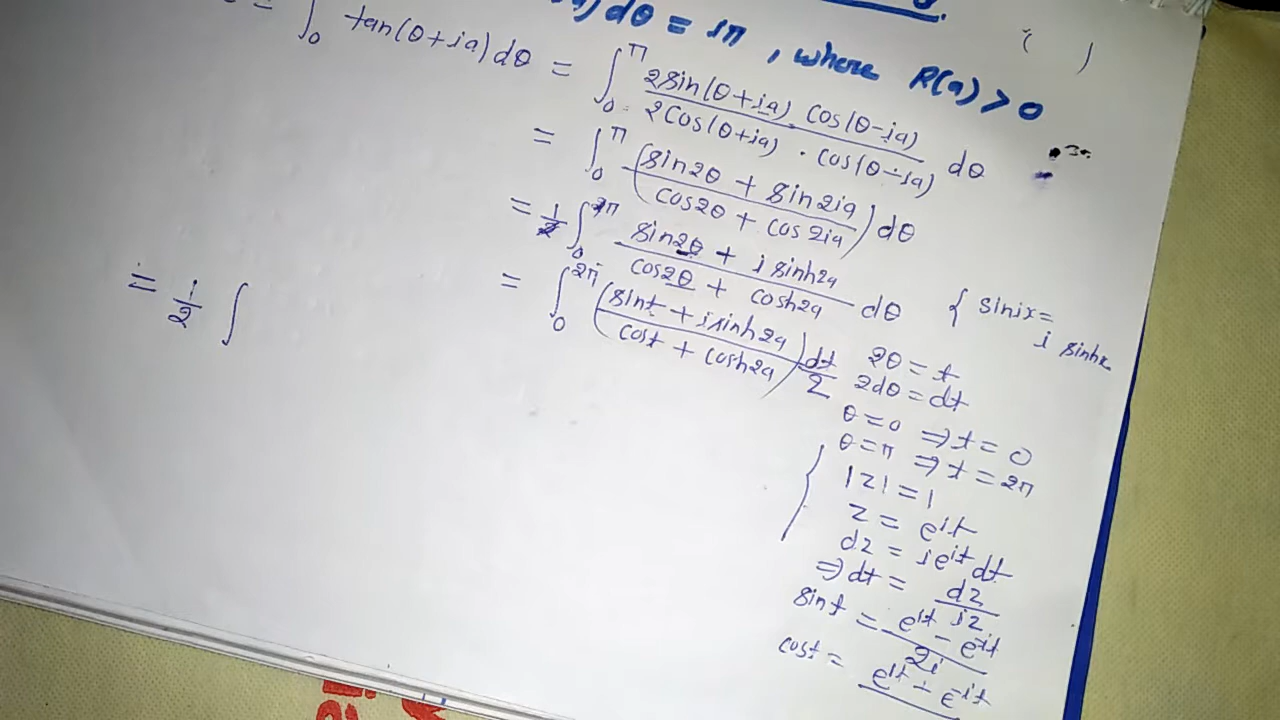 a) dθ = iπ , where R(a) > 0
= ∫₀ tan(θ+ia) dθ = ∫₀^π 2sin(θ+ia) cos(θ-ia) / 2cos(θ+ia) · cos(θ-ia) dθ
= ∫₀^π (sin2θ + sin2ia / cos2θ + cos2ia) dθ
= 1/2 ∫₀^2π sin2θ + i sinh2a / cos2θ + cosh2a dθ { sinix = i sinhx
= ∫₀^2π (sint + isinh2a / cost + cosh2a) dt/2
2θ = t
2dθ = dt
θ = 0 ⇒ t = 0
θ = π ⇒ t = 2π
|z| = 1
z = e^it
dz = ie^it dt
⇒ dt = dz/iz
sint = e^it - e^-it / 2i
cost = e^it + e^-it
= 1/2 ∫